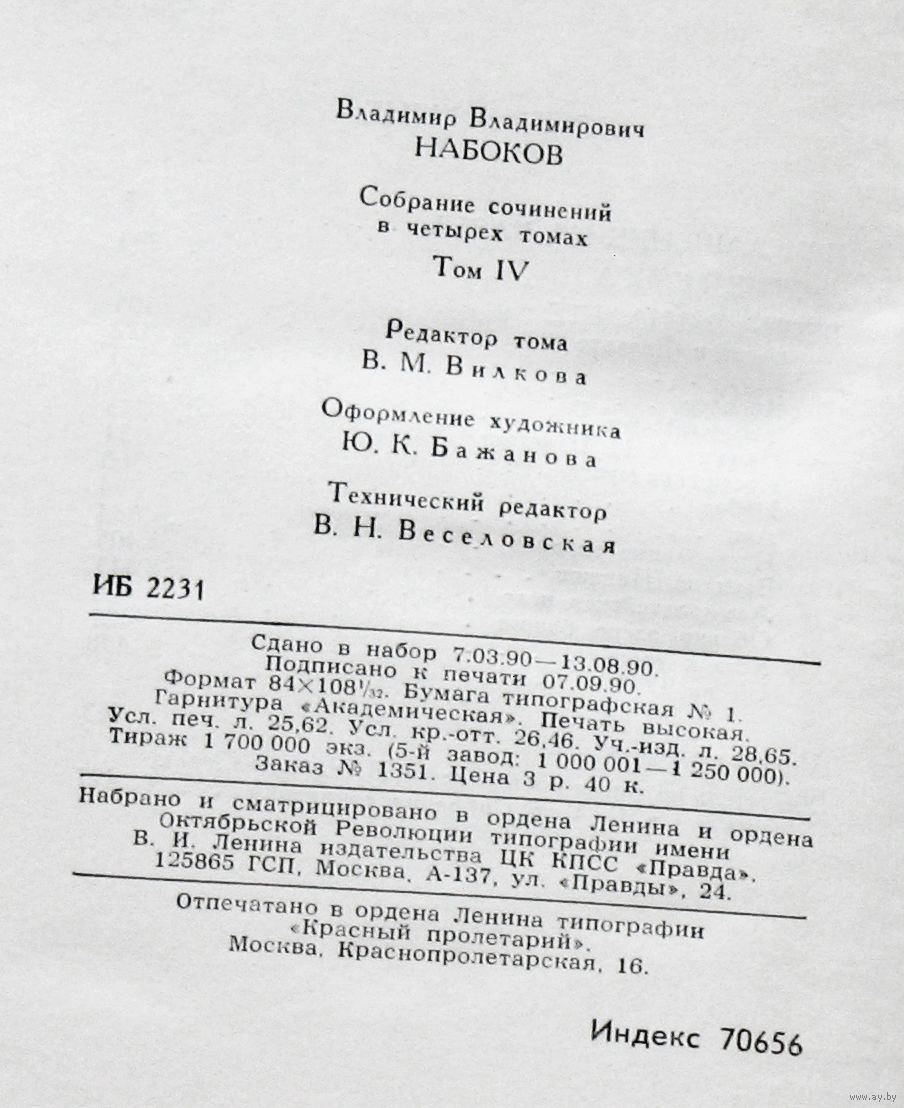 Владимир Владимирович
НАБОКОВ
Собрание сочинений
в четырех томах
Том IV
Редактор тома
В. М. Вилкова
Оформление художника
Ю. К. Бажанова
Технический редактор
В. Н. Веселовская
ИБ 2231
Сдано в набор 7.03.90—13.08.90.
Подписано к печати 07.09.90.
Формат 84×108¹/₃₂. Бумага типографская № 1.
Гарнитура «Академическая». Печать высокая.
Усл. печ. л. 25,62. Усл. кр.-отт. 26,46. Уч.-изд. л. 28,65.
Тираж 1 700 000 экз. (5-й завод: 1 000 001—1 250 000).
Заказ № 1351. Цена 3 р. 40 к.
Набрано и сматрицировано в ордена Ленина и ордена
Октябрьской Революции типографии имени
В. И. Ленина издательства ЦК КПСС «Правда».
125865 ГСП, Москва, А-137, ул. «Правды», 24.
Отпечатано в ордена Ленина типографии
«Красный пролетарий».
Москва, Краснопролетарская, 16.
Индекс 70656
www.ay.by